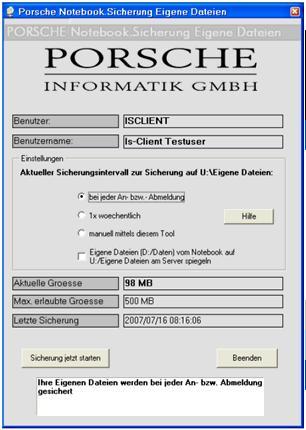 Porsche Notebook.Sicherung Eigene Dateien
PORSCHE Notebook.Sicherung Eigene Dateien
PORSCHE
INFORMATIK GMBH
Benutzer: ISCLIENT
Benutzername: Is-Client Testuser
Einstellungen
Aktueller Sicherungsintervall zur Sicherung auf U:\Eigene Dateien:
bei jeder An- bzw.- Abmeldung
1x woechentlich
Hilfe
manuell mittels diesem Tool
Eigene Dateien (D:/Daten) vom Notebook auf
U:/Eigene Dateien am Server spiegeln
Aktuelle Groesse 98 MB
Max. erlaubte Groesse 500 MB
Letzte Sicherung 2007/07/16 08:16:06
Sicherung jetzt starten Beenden
Ihre Eigenen Dateien werden bei jeder An- bzw. Abmeldung
gesichert